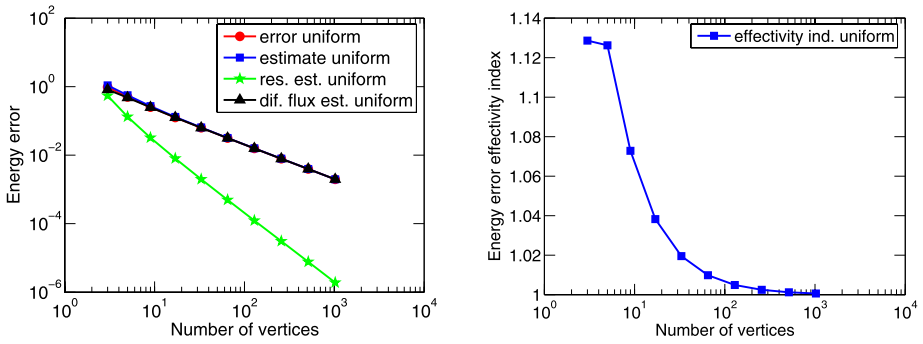 10^2
10^0
10^-2
10^-4
10^-6
Energy error
error uniform
estimate uniform
res. est. uniform
dif. flux est. uniform
10^0 10^1 10^2 10^3 10^4
Number of vertices
1.14
1.12
1.1
1.08
1.06
1.04
1.02
1
Energy error effectivity index
effectivity ind. uniform
10^0 10^1 10^2 10^3 10^4
Number of vertices